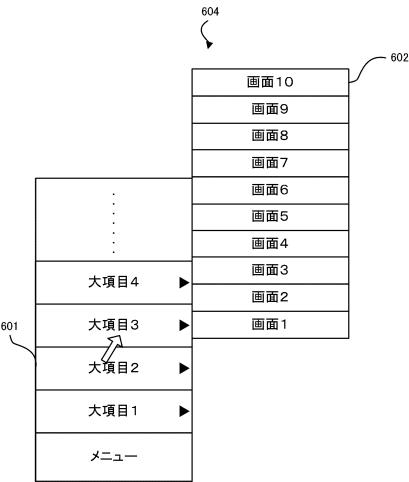 604
602
画面10
画面9
画面8
画面7
画面6
画面5
画面4
画面3
画面2
画面1
大項目4
大項目3
601
大項目2
大項目1
メニュー